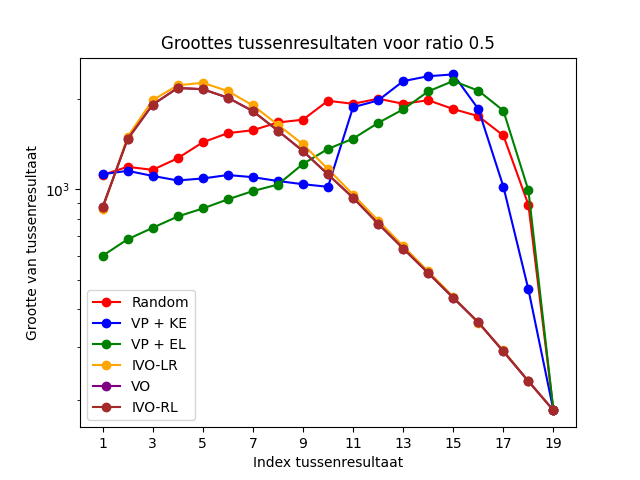 Groottes tussenresultaten voor ratio 0.5
Grootte van tussenresultaat
10³
Random
VP + KE
VP + EL
IVO-LR
VO
IVO-RL
1 3 5 7 9 11 13 15 17 19
Index tussenresultaat